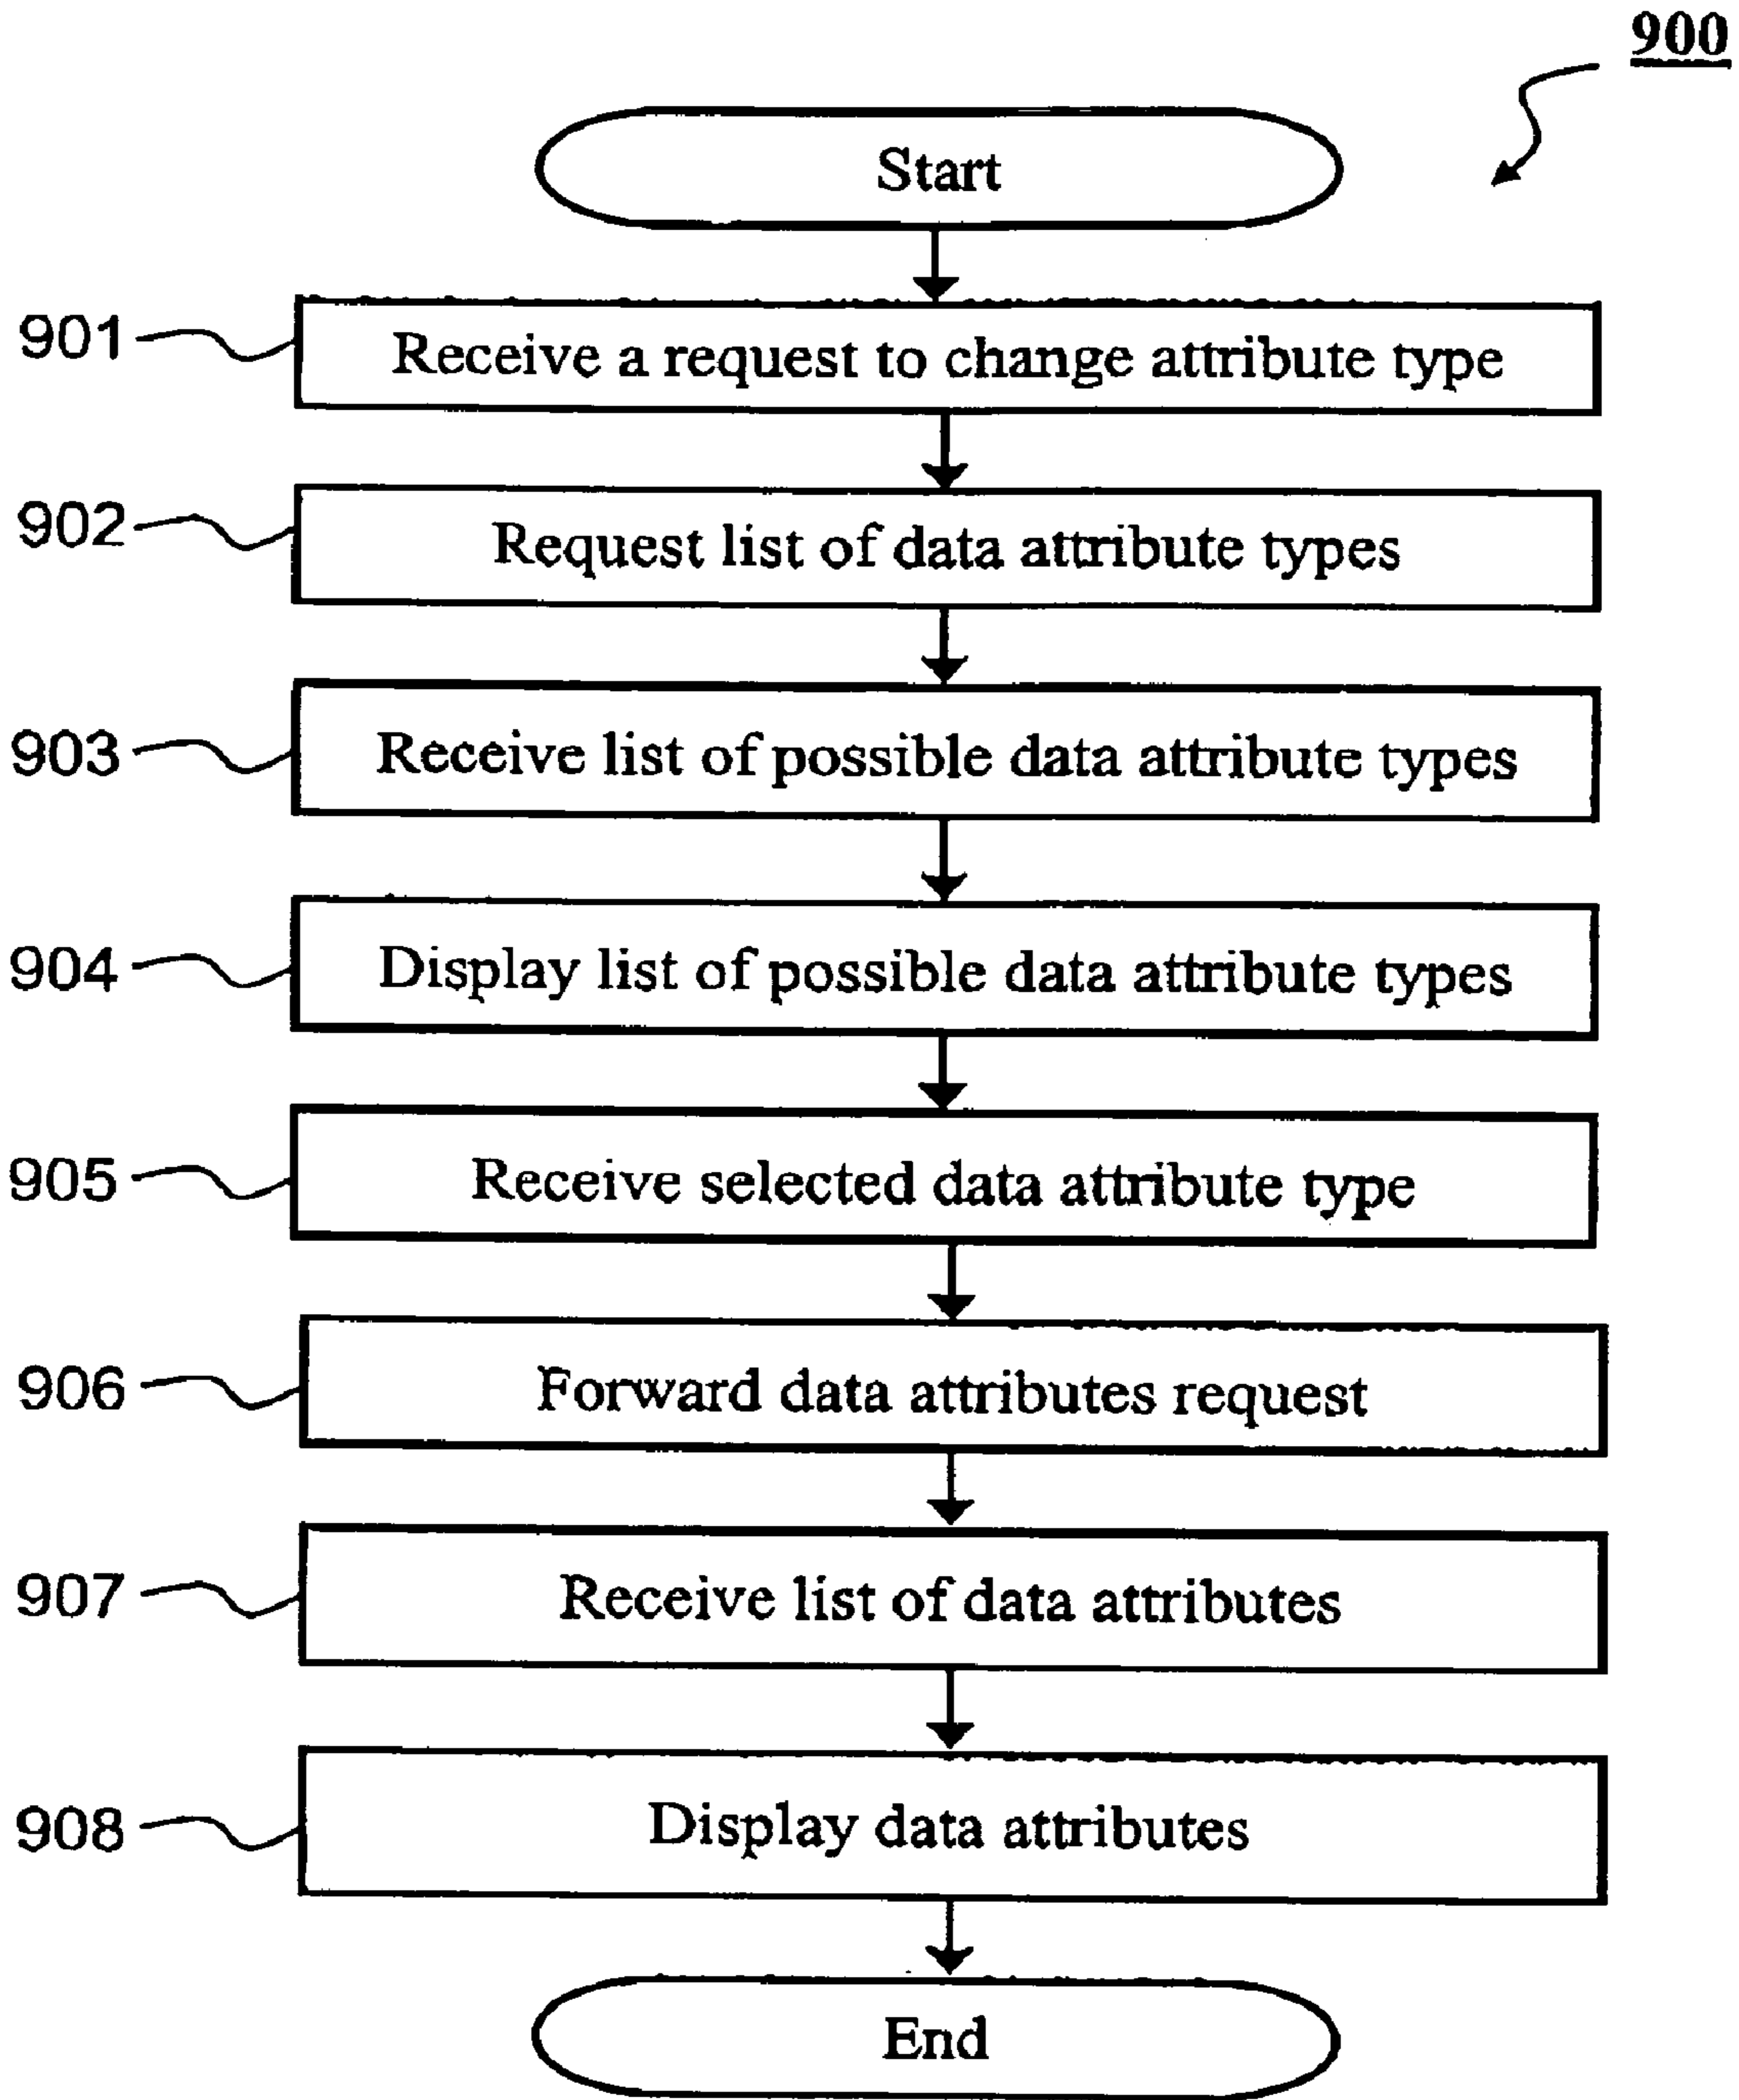 900
Start
901 Receive a request to change attribute type
902 Request list of data attribute types
903 Receive list of possible data attribute types
904 Display list of possible data attribute types
905 Receive selected data attribute type
906 Forward data attributes request
907 Receive list of data attributes
908 Display data attributes
End